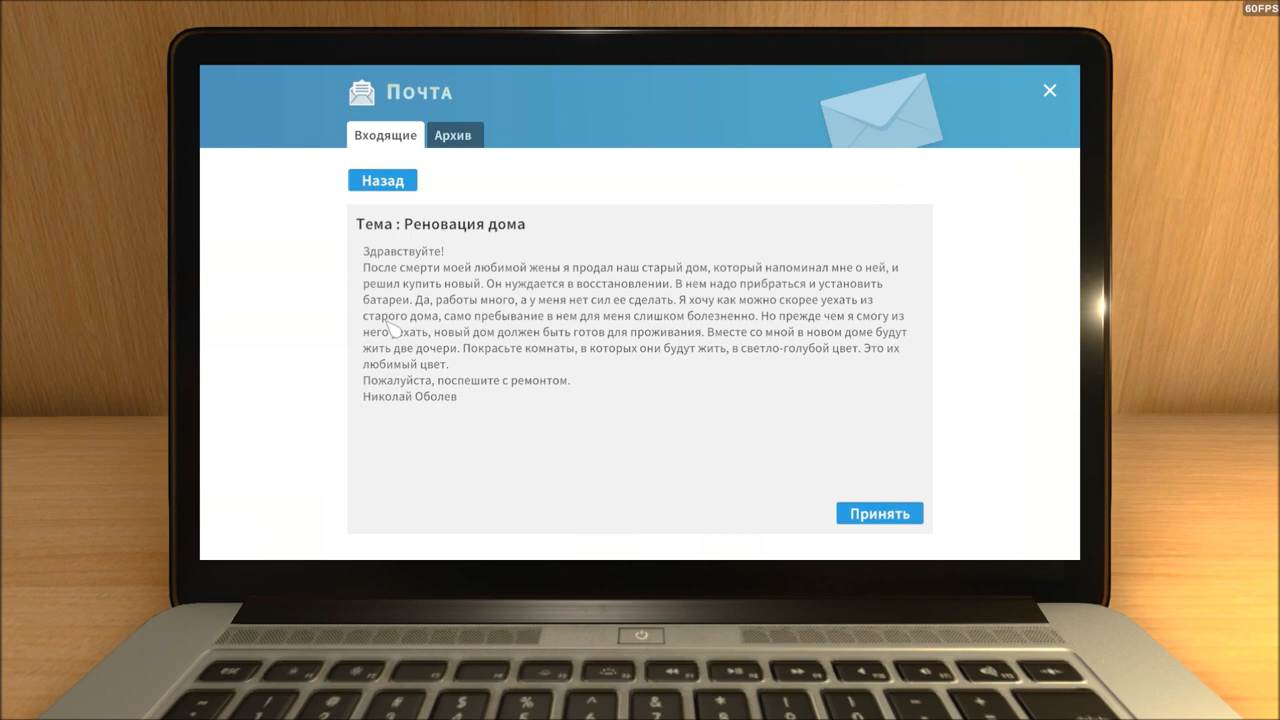 60FPS
Почта
Входящие
Архив
Назад
Тема : Реновация дома
Здравствуйте!
После смерти моей любимой жены я продал наш старый дом, который напоминал мне о ней, и
решил купить новый. Он нуждается в восстановлении. В нем надо прибраться и установить
батареи. Да, работы много, а у меня нет сил ее сделать. Я хочу как можно скорее уехать из
старого дома, само пребывание в нем для меня слишком болезненно. Но прежде чем я смогу из
него уехать, новый дом должен быть готов для проживания. Вместе со мной в новом доме будут
жить две дочери. Покрасьте комнаты, в которых они будут жить, в светло-голубой цвет. Это их
любимый цвет.
Пожалуйста, поспешите с ремонтом.
Николай Оболев
Принять
esc